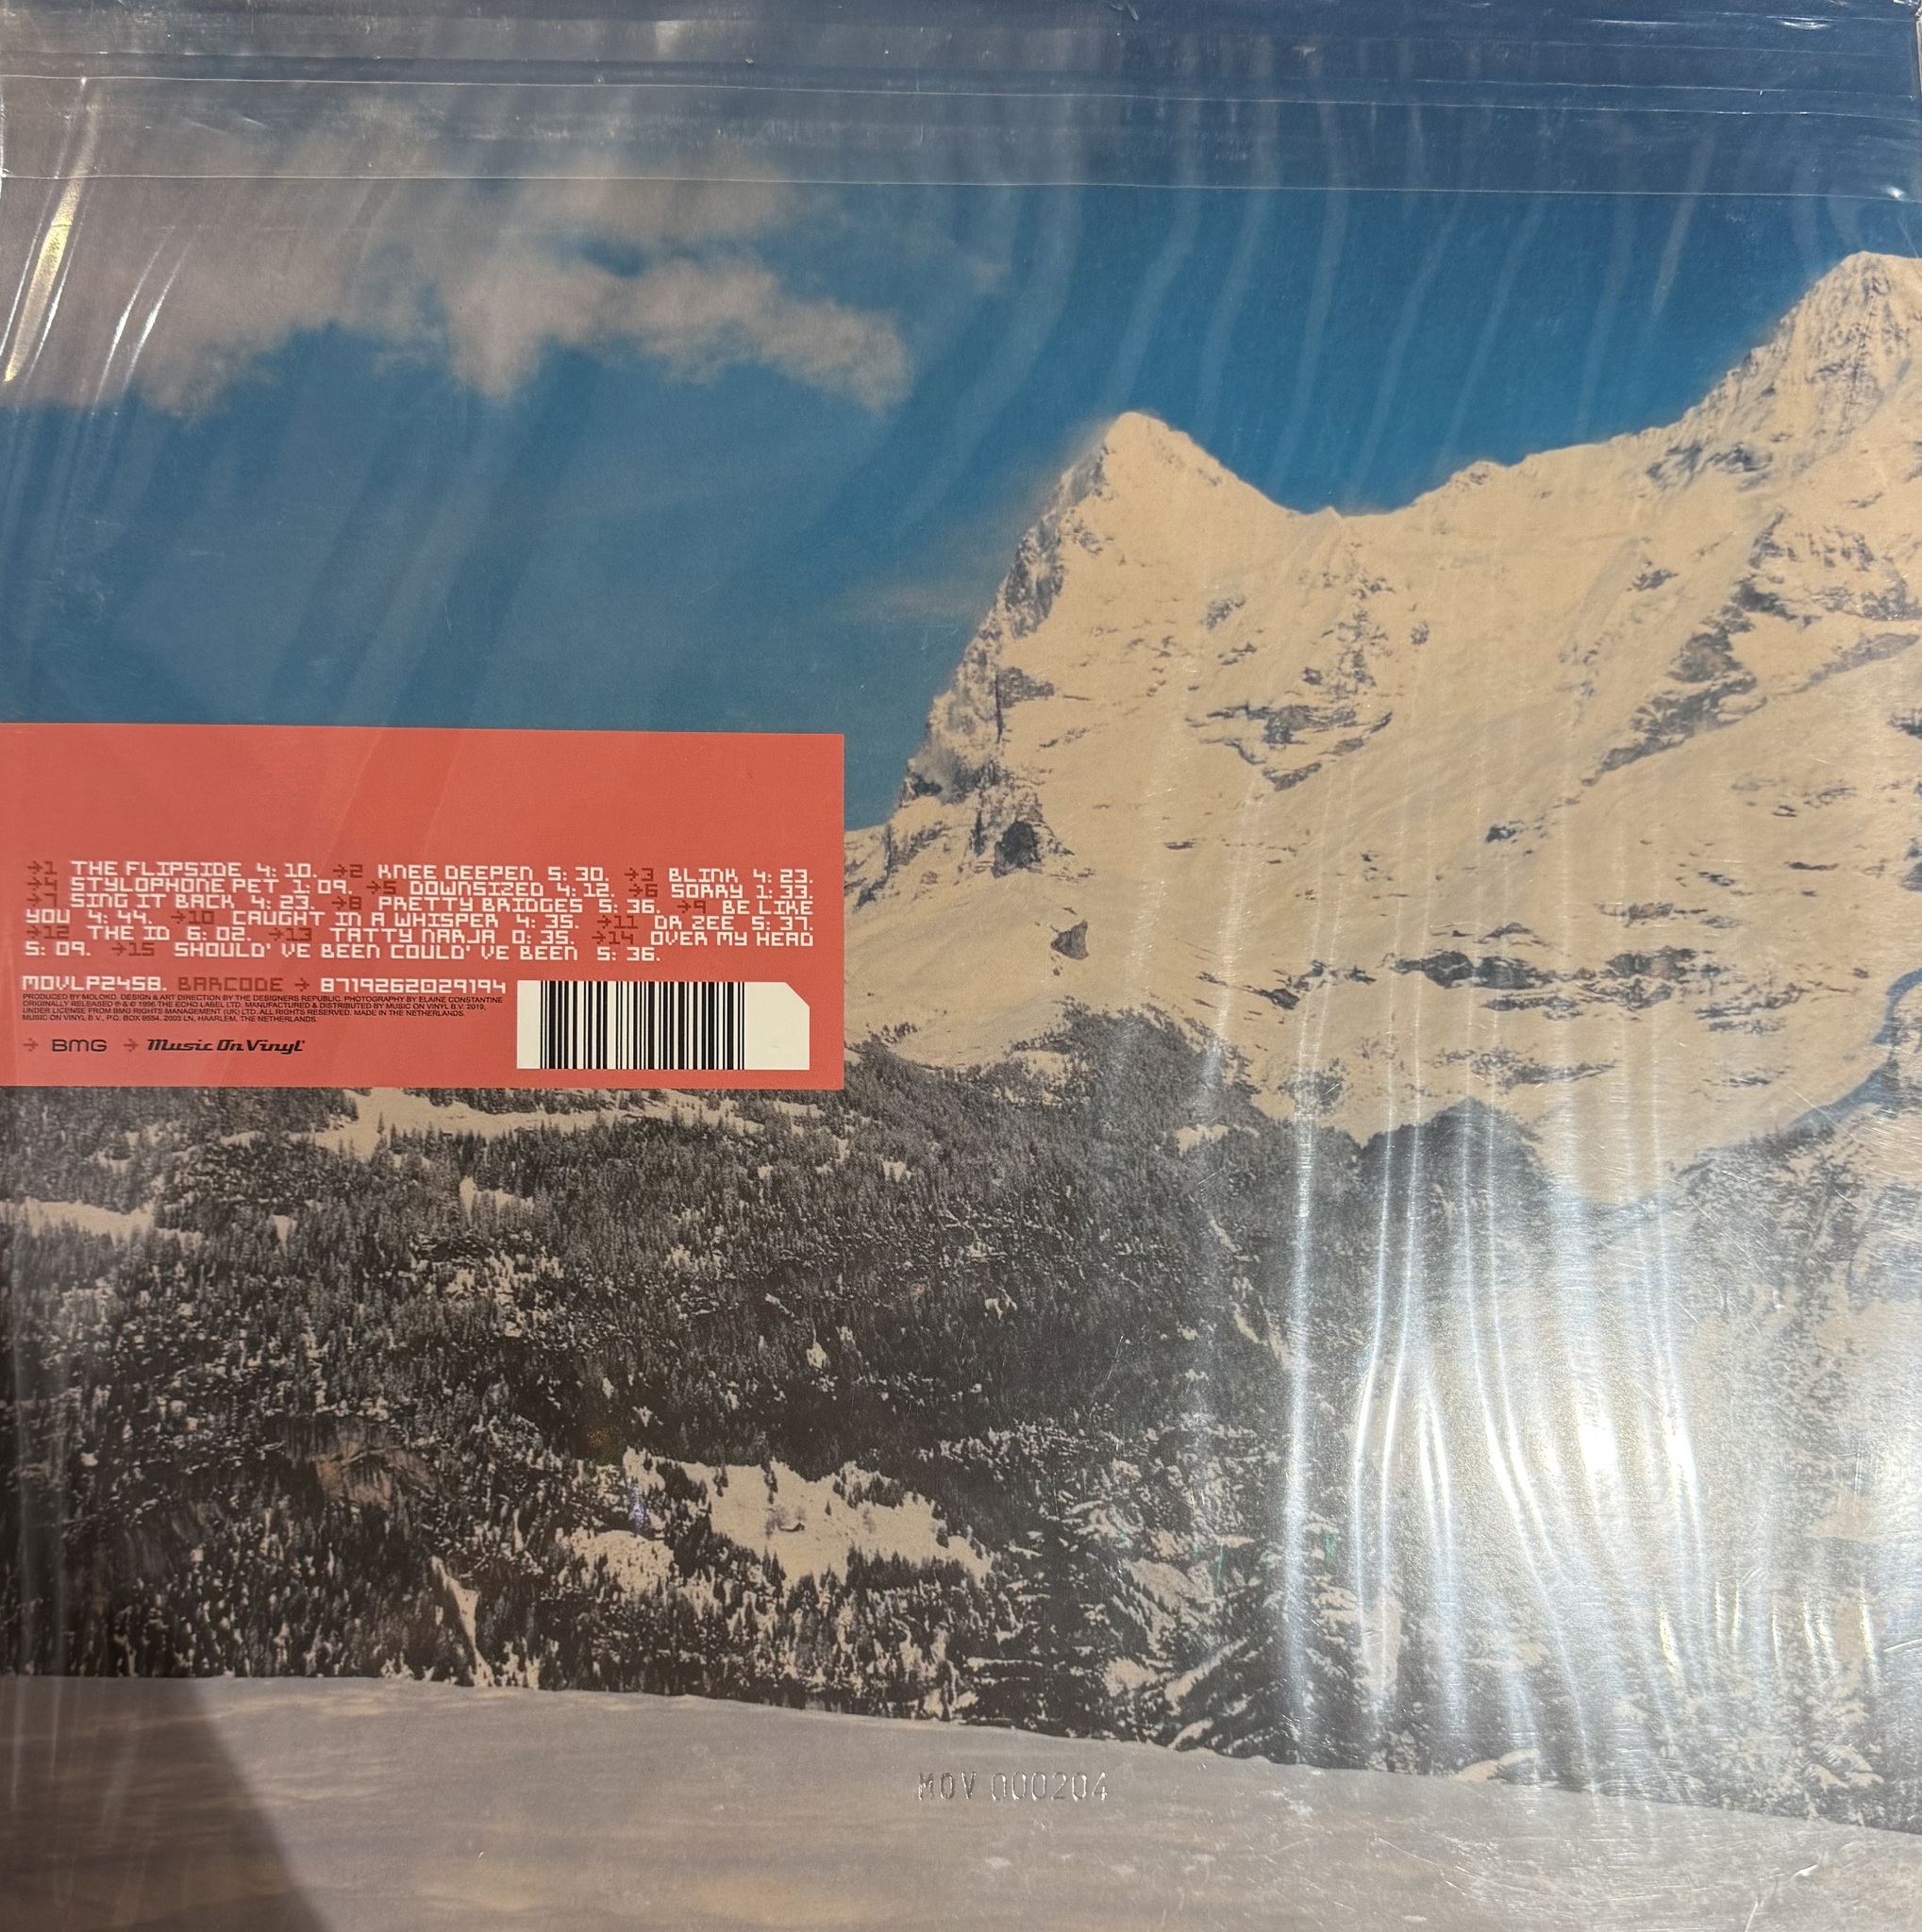 →1 THE FLIPSIDE 4: 10. →2 KNEE DEEPEN 5: 30. →3 BLINK 4: 23.
→4 STYLOPHONE PET 1: 09. →5 DOWNSIZED 4: 12. →6 SORRY 1: 33.
→7 SING IT BACK 4: 23. →8 PRETTY BRIDGES 5: 36. →9 BE LIKE
YOU 4: 44. →10 CAUGHT IN A WHISPER 4: 35. →11 DR ZEE 5: 37.
→12 THE ID 6: 02. →13 TATTY NARJA 0: 35. →14 OVER MY HEAD
5: 09. →15 SHOULD' VE BEEN COULD' VE BEEN 5: 36.
MOVLP2458. BARCODE → 8719262029194
PRODUCED BY MOLOKO. DESIGN & ART DIRECTION BY THE DESIGNERS REPUBLIC. PHOTOGRAPHY BY ELAINE CONSTANTINE
ORIGINALLY RELEASED ℗ & © 1998 THE ECHO LABEL LTD. MANUFACTURED & DISTRIBUTED BY MUSIC ON VINYL B.V. 2019,
UNDER LICENSE FROM BMG RIGHTS MANAGEMENT (UK) LTD. ALL RIGHTS RESERVED. MADE IN THE NETHERLANDS.
MUSIC ON VINYL B.V., P.O. BOX 9554, 2003 LN, HAARLEM, THE NETHERLANDS.
→ BMG → Music On Vinyl
MOV 000204